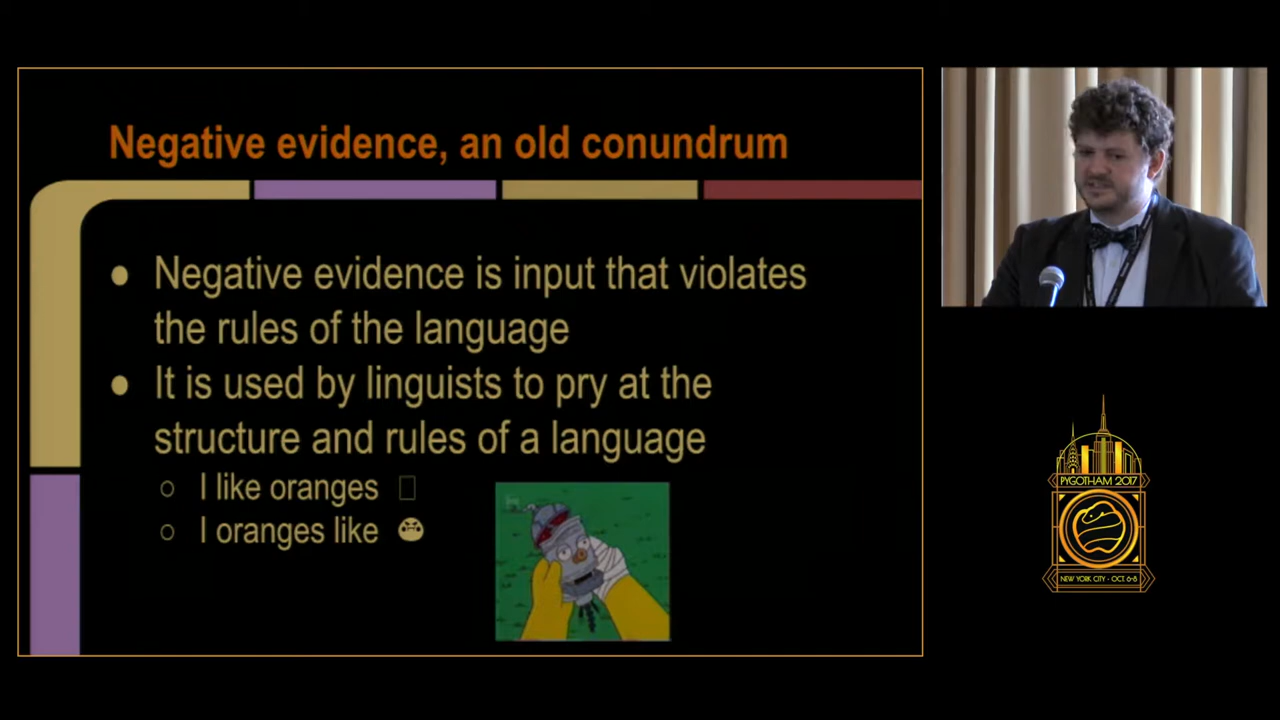 Negative evidence, an old conundrum
Negative evidence is input that violates
the rules of the language
It is used by linguists to pry at the
structure and rules of a language
I like oranges
I oranges like
PYGOTHAM 2017
NEW YORK CITY - OCT. 6-8